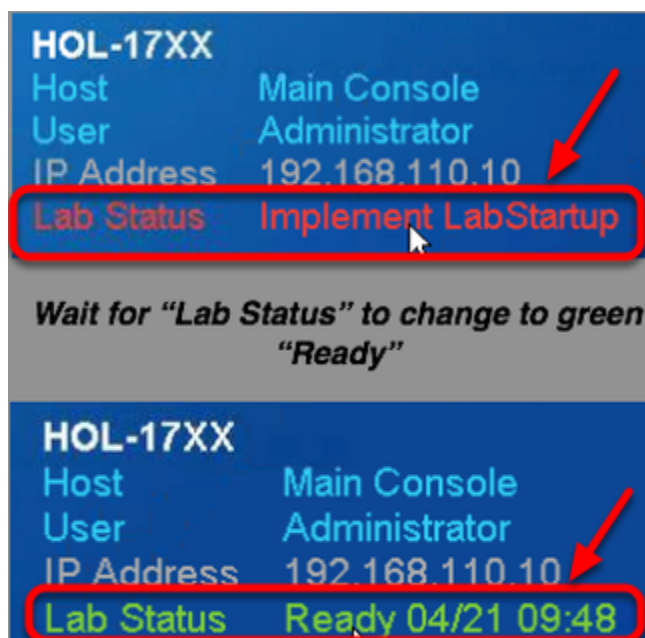 HOL-17XX
Host Main Console
User Administrator
IP Address 192.168.110.10
Lab Status Implement LabStartup
Wait for “Lab Status” to change to green
“Ready”
HOL-17XX
Host Main Console
User Administrator
IP Address 192.168.110.10
Lab Status Ready 04/21 09:48